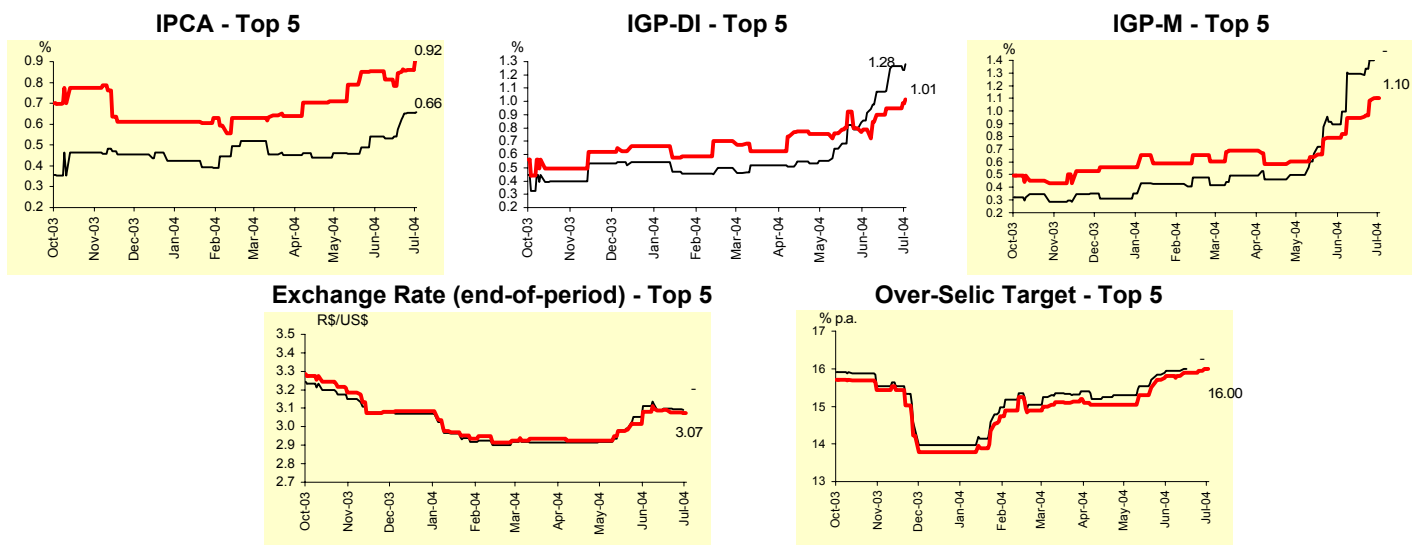 IPCA - Top 5
%
0.9
0.8
0.7
0.6
0.5
0.4
0.3
0.2
0.92
0.66
Oct-03
Nov-03
Dec-03
Jan-04
Feb-04
Mar-04
Apr-04
May-04
Jun-04
Jul-04
IGP-DI - Top 5
%
1.3
1.2
1.1
1.0
0.9
0.8
0.7
0.6
0.5
0.4
0.3
0.2
1.28
1.01
Oct-03
Nov-03
Dec-03
Jan-04
Feb-04
Mar-04
Apr-04
May-04
Jun-04
Jul-04
IGP-M - Top 5
%
1.4
1.3
1.2
1.1
1.0
0.9
0.8
0.7
0.6
0.5
0.4
0.3
0.2
-
1.10
Oct-03
Nov-03
Dec-03
Jan-04
Feb-04
Mar-04
Apr-04
May-04
Jun-04
Jul-04
Exchange Rate (end-of-period) - Top 5
R$/US$
3.5
3.4
3.3
3.2
3.1
3.0
2.9
2.8
2.7
-
3.07
Oct-03
Nov-03
Dec-03
Jan-04
Feb-04
Mar-04
Apr-04
May-04
Jun-04
Jul-04
Over-Selic Target - Top 5
% p.a.
17
16
15
14
13
-
16.00
Oct-03
Nov-03
Dec-03
Jan-04
Feb-04
Mar-04
Apr-04
May-04
Jun-04
Jul-04